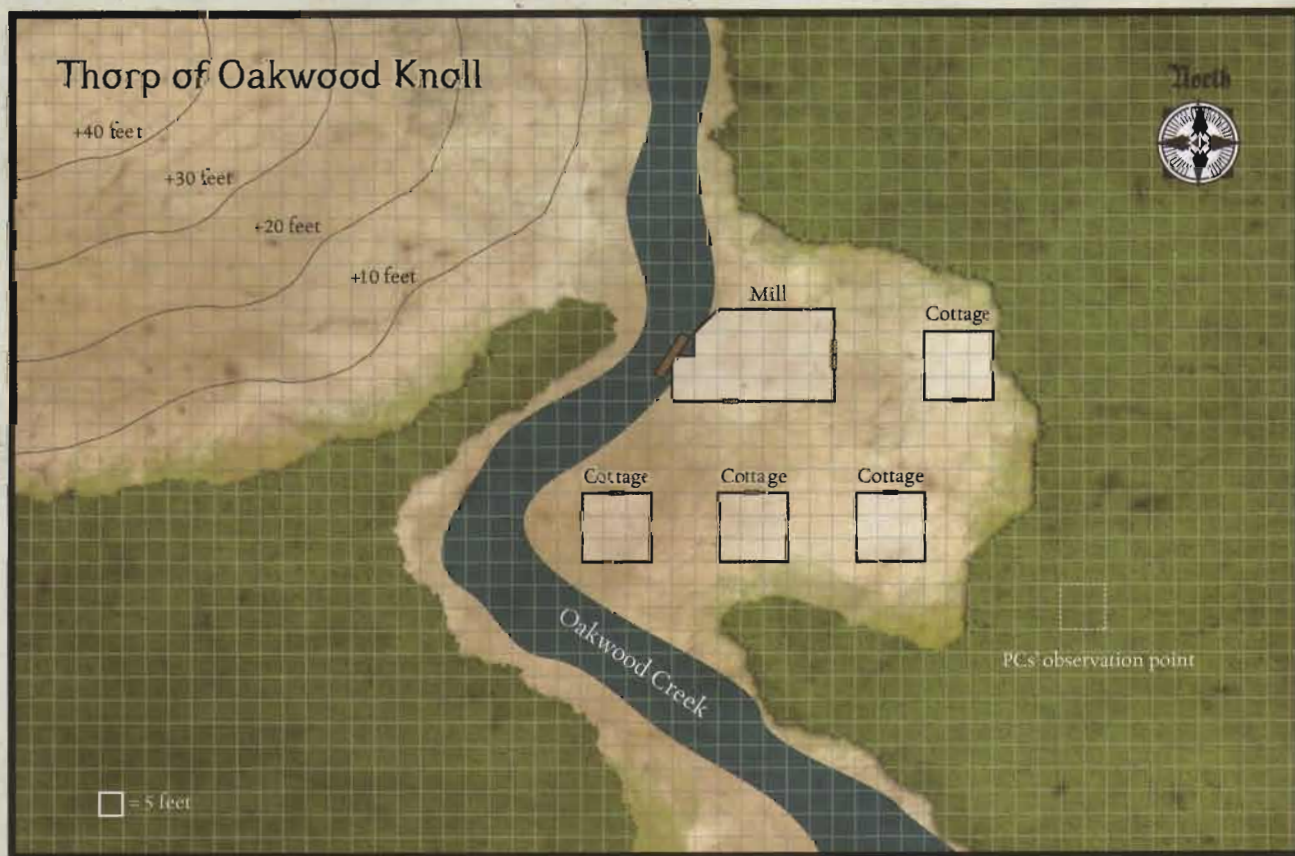 Thorp of Oakwood Knoll
North
+40 feet
+30 feet
+20 feet
+10 feet
Mill
Cottage
Cottage
Cottage
Cottage
Oakwood Creek
PCs' observation point
= 5 feet